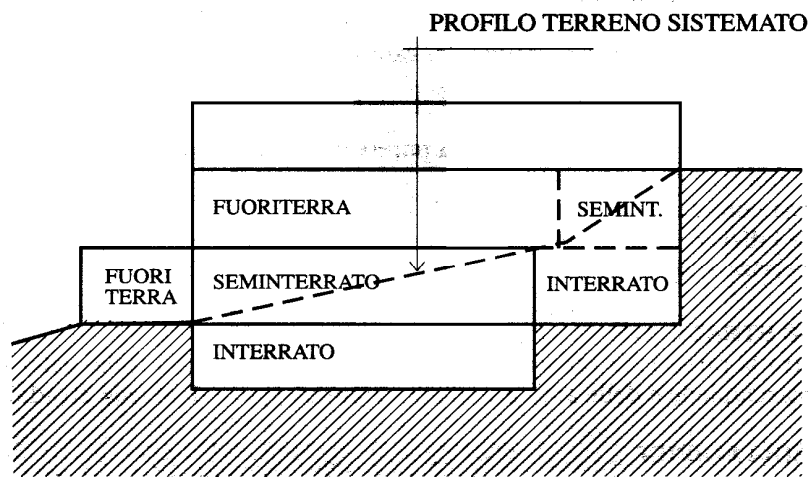 PROFILO TERRENO SISTEMATO
FUORITERRA
SEMINT.
FUORI
TERRA
SEMINTERRATO
INTERRATO
INTERRATO